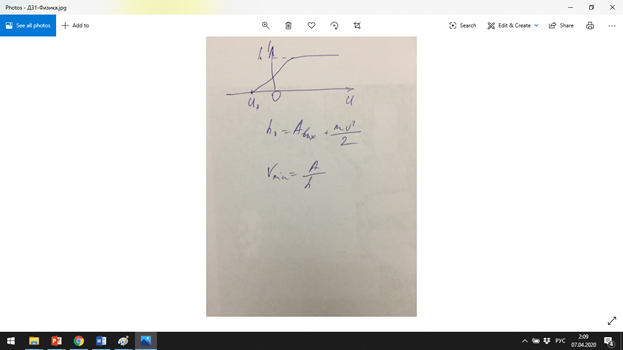 Photos - ДЗ1-Физика.jpg
See all photos
Add to
Search
Edit & Create
Share
U
0
U
hν = Aвых + mv²
2
νmin = A
h
2:09
РУС
07.04.2020